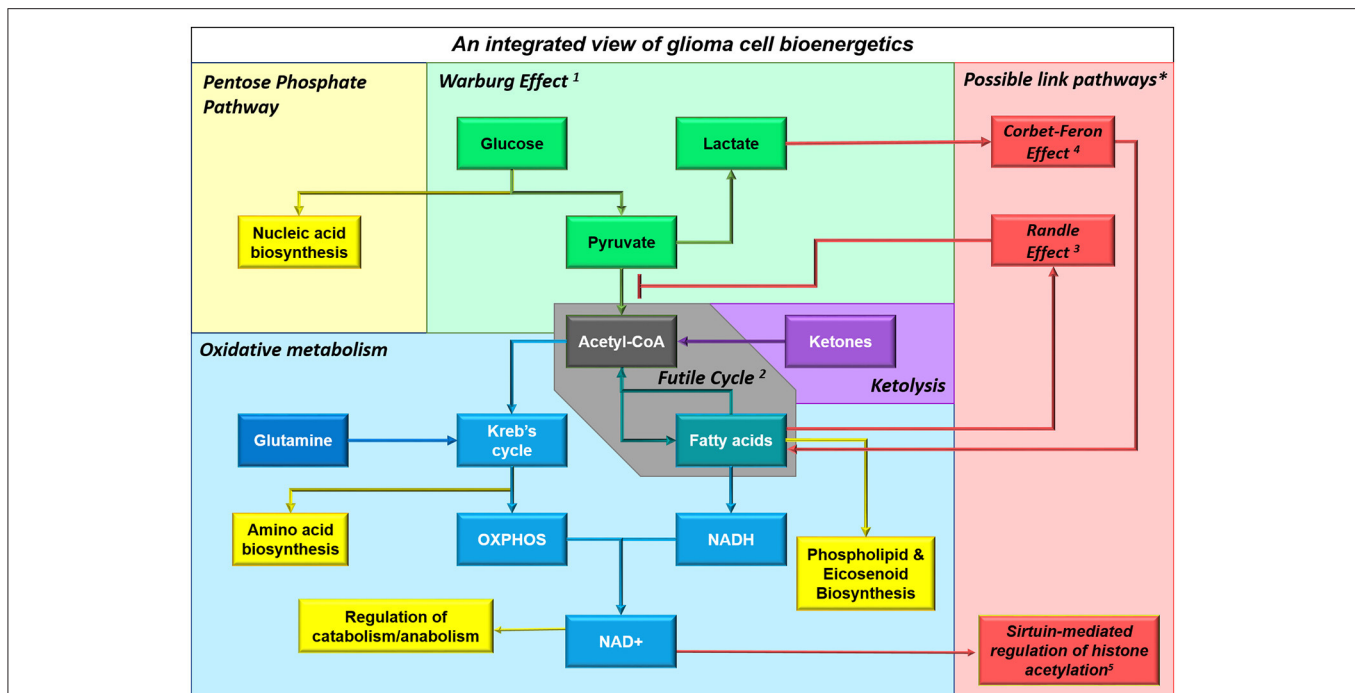 An integrated view of glioma cell bioenergetics
Pentose Phosphate
Pathway
Warburg Effect 1
Possible link pathways*
Glucose
Lactate
Corbet-Feron
Effect 4
Nucleic acid
biosynthesis
Pyruvate
Randle
Effect 3
Oxidative metabolism
Acetyl-CoA
Ketones
Futile Cycle 2
Ketolysis
Glutamine
Kreb's
cycle
Fatty acids
Amino acid
biosynthesis
OXPHOS
NADH
Phospholipid &
Eicosenoid
Biosynthesis
Regulation of
catabolism/anabolism
NAD+
Sirtuin-mediated
regulation of histone
acetylation5